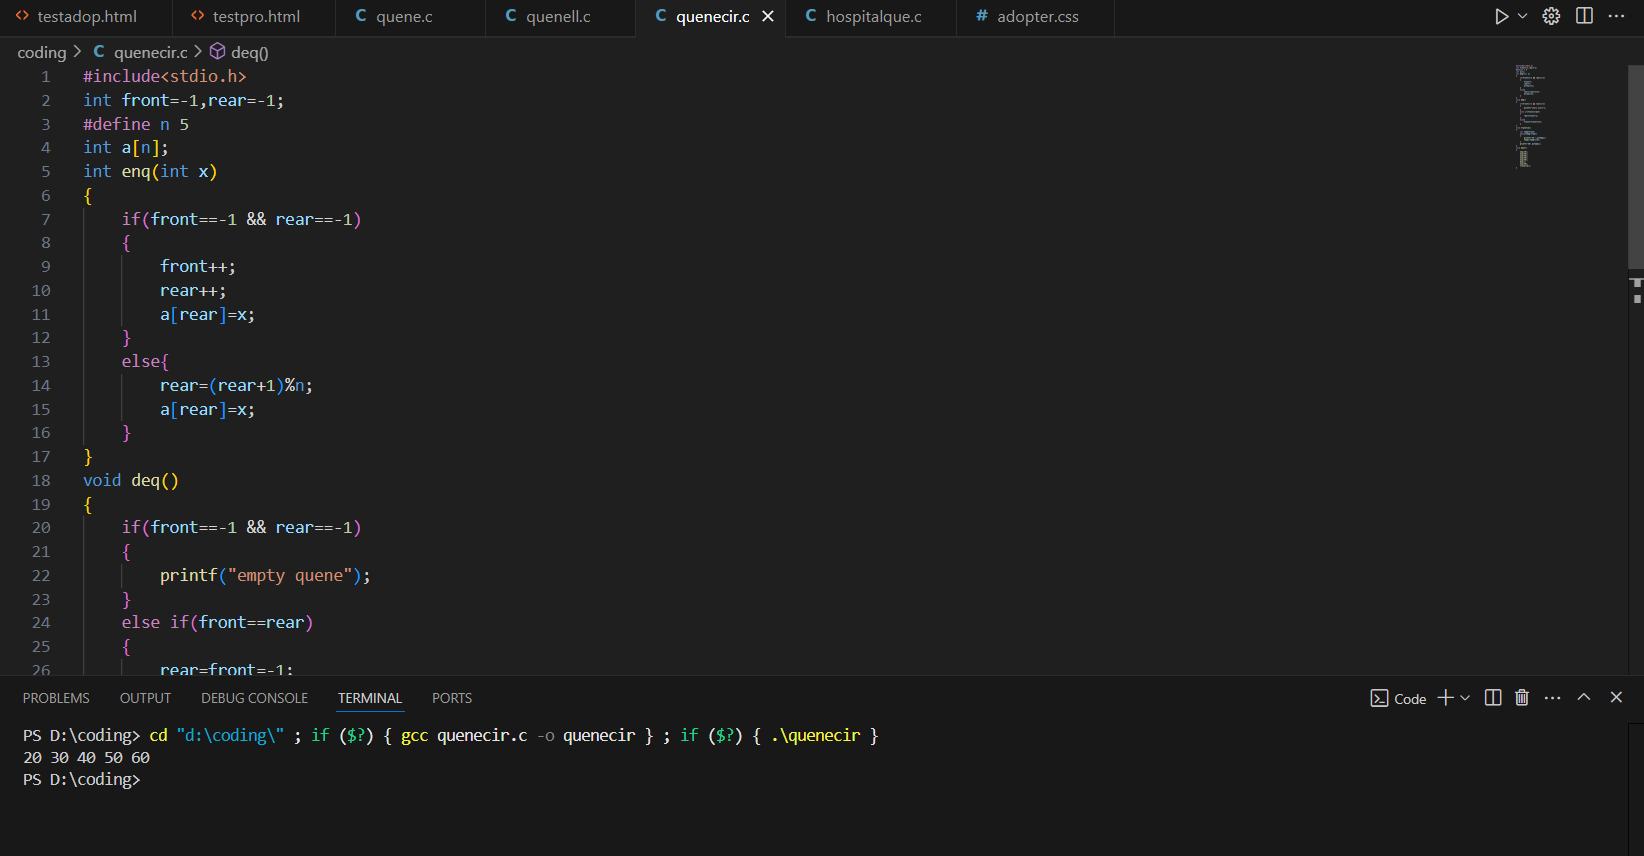 testadop.html testpro.html C quene.c C quenell.c C quenecir.c C hospitalque.c # adopter.css
coding > C quenecir.c > deq()
1 #include<stdio.h>
2 int front=-1,rear=-1;
3 #define n 5
4 int a[n];
5 int enq(int x)
6 {
7 if(front==-1 && rear==-1)
8 {
9 front++;
10 rear++;
11 a[rear]=x;
12 }
13 else{
14 rear=(rear+1)%n;
15 a[rear]=x;
16 }
17 }
18 void deq()
19 {
20 if(front==-1 && rear==-1)
21 {
22 printf("empty quene");
23 }
24 else if(front==rear)
25 {
26 rear=front=-1;
PROBLEMS OUTPUT DEBUG CONSOLE TERMINAL PORTS Code
PS D:\coding> cd "d:\coding\" ; if ($?) { gcc quenecir.c -o quenecir } ; if ($?) { .\quenecir }
20 30 40 50 60
PS D:\coding>